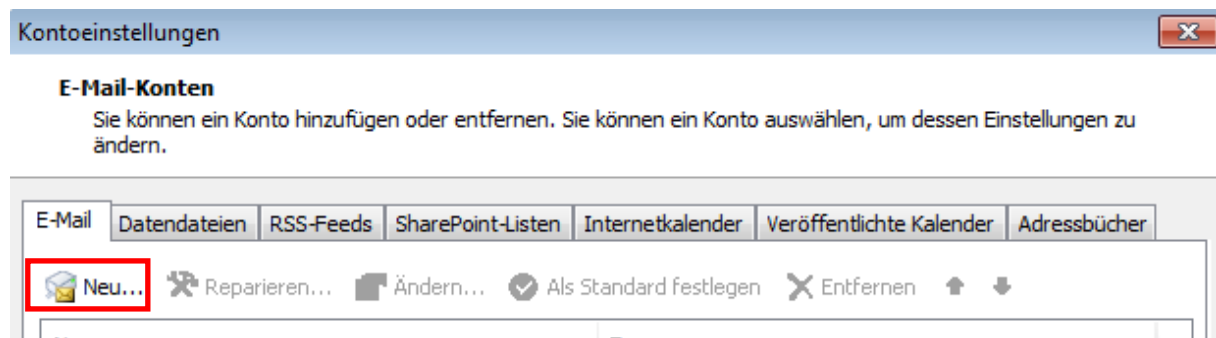 Kontoeinstellungen
E-Mail-Konten
Sie können ein Konto hinzufügen oder entfernen. Sie können ein Konto auswählen, um dessen Einstellungen zu
ändern.
E-Mail Datendateien RSS-Feeds SharePoint-Listen Internetkalender Veröffentlichte Kalender Adressbücher
Neu... Reparieren... Ändern... Als Standard festlegen Entfernen